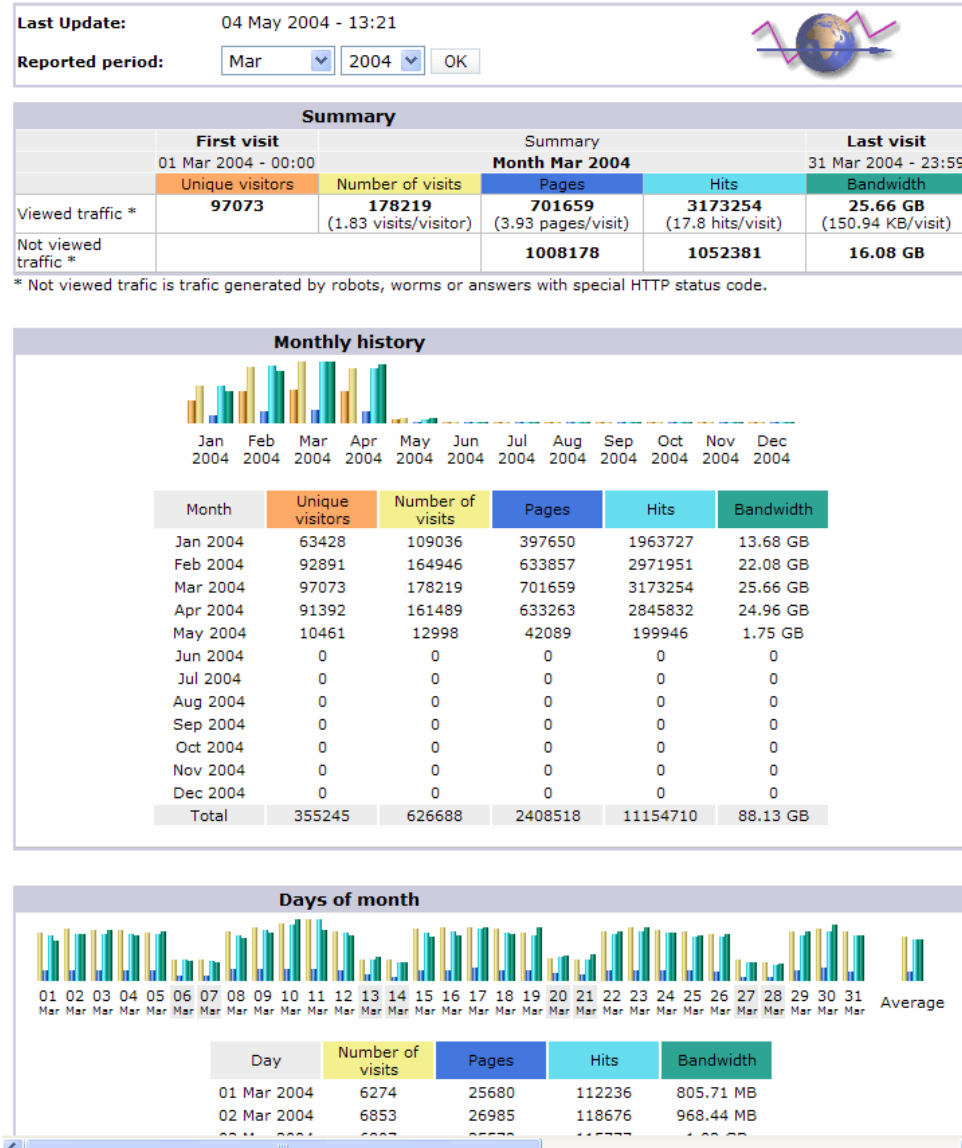 Last Update: 04 May 2004 - 13:21
Reported period: Mar 2004 OK
Summary
First visit Summary Last visit
01 Mar 2004 - 00:00 Month Mar 2004 31 Mar 2004 - 23:59
Unique visitors Number of visits Pages Hits Bandwidth
Viewed traffic * 97073 178219 701659 3173254 25.66 GB
(1.83 visits/visitor) (3.93 pages/visit) (17.8 hits/visit) (150.94 KB/visit)
Not viewed
traffic * 1008178 1052381 16.08 GB
* Not viewed trafic is trafic generated by robots, worms or answers with special HTTP status code.
Monthly history
Jan Feb Mar Apr May Jun Jul Aug Sep Oct Nov Dec
2004 2004 2004 2004 2004 2004 2004 2004 2004 2004 2004 2004
Month Unique visitors Number of visits Pages Hits Bandwidth
Jan 2004 63428 109036 397650 1963727 13.68 GB
Feb 2004 92891 164946 633857 2971951 22.08 GB
Mar 2004 97073 178219 701659 3173254 25.66 GB
Apr 2004 91392 161489 633263 2845832 24.96 GB
May 2004 10461 12998 42089 199946 1.75 GB
Jun 2004 0 0 0 0 0
Jul 2004 0 0 0 0 0
Aug 2004 0 0 0 0 0
Sep 2004 0 0 0 0 0
Oct 2004 0 0 0 0 0
Nov 2004 0 0 0 0 0
Dec 2004 0 0 0 0 0
Total 355245 626688 2408518 11154710 88.13 GB
Days of month
01 02 03 04 05 06 07 08 09 10 11 12 13 14 15 16 17 18 19 20 21 22 23 24 25 26 27 28 29 30 31 Average
Mar Mar Mar Mar Mar Mar Mar Mar Mar Mar Mar Mar Mar Mar Mar Mar Mar Mar Mar Mar Mar Mar Mar Mar Mar Mar Mar Mar Mar Mar Mar
Day Number of visits Pages Hits Bandwidth
01 Mar 2004 6274 25680 112236 805.71 MB
02 Mar 2004 6853 26985 118676 968.44 MB